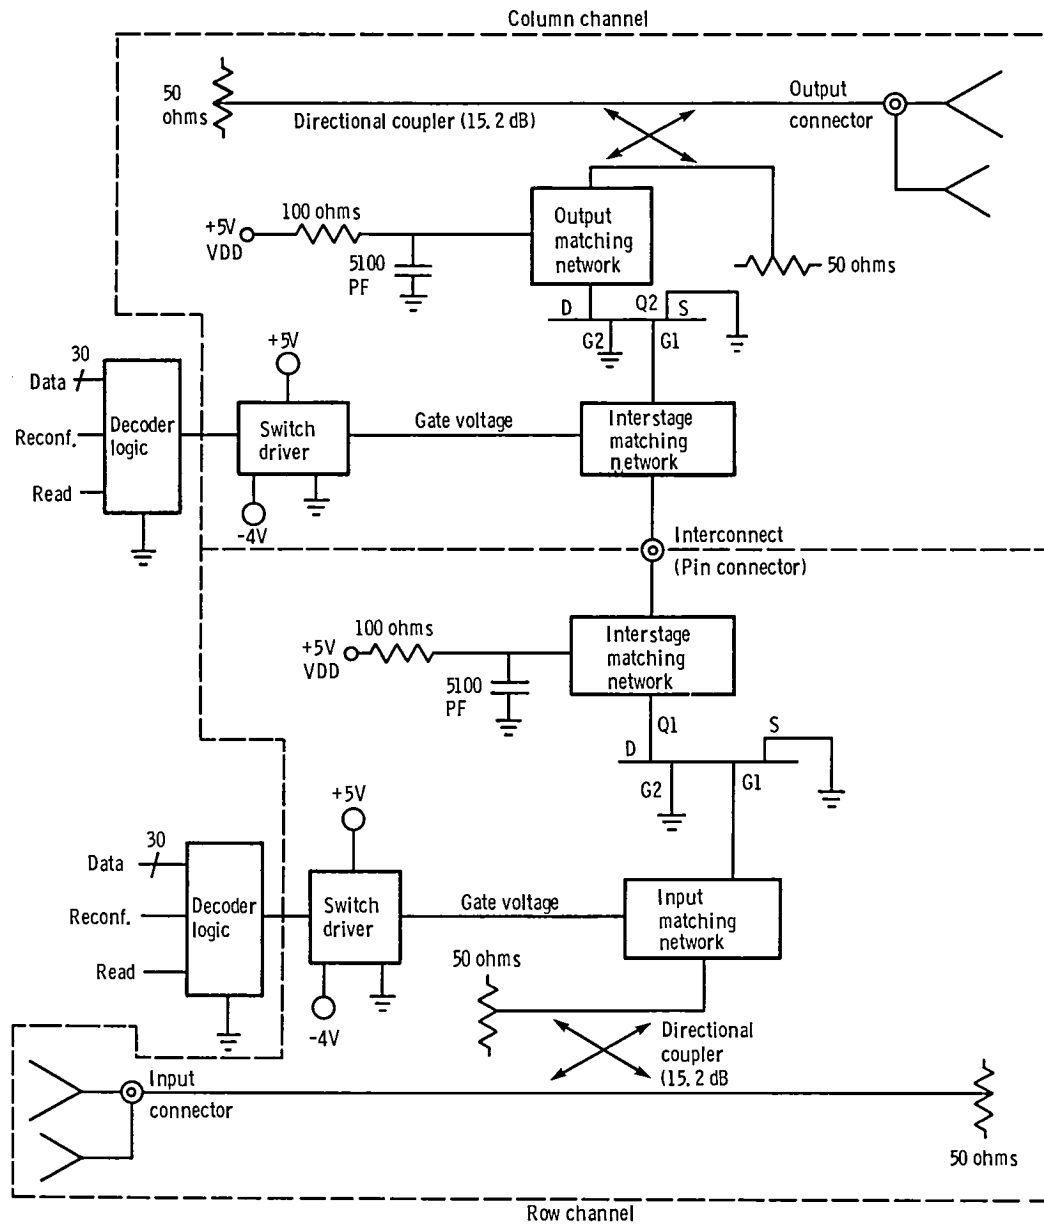 Column channel
50
ohms
Directional coupler (15.2 dB)
Output
connector
+5V
VDD
100 ohms
5100
PF
Output
matching
network
50 ohms
D
Q2
S
G2
G1
+5V
30
Data
Reconf.
Read
Decoder
logic
Switch
driver
-4V
Gate voltage
Interstage
matching
network
Interconnect
(Pin connector)
+5V
VDD
100 ohms
5100
PF
Interstage
matching
network
Q1
D
S
G2
G1
+5V
30
Data
Reconf.
Read
Decoder
logic
Switch
driver
-4V
Gate voltage
Input
matching
network
50 ohms
Directional
coupler
(15.2 dB
Input
connector
50 ohms
Row channel